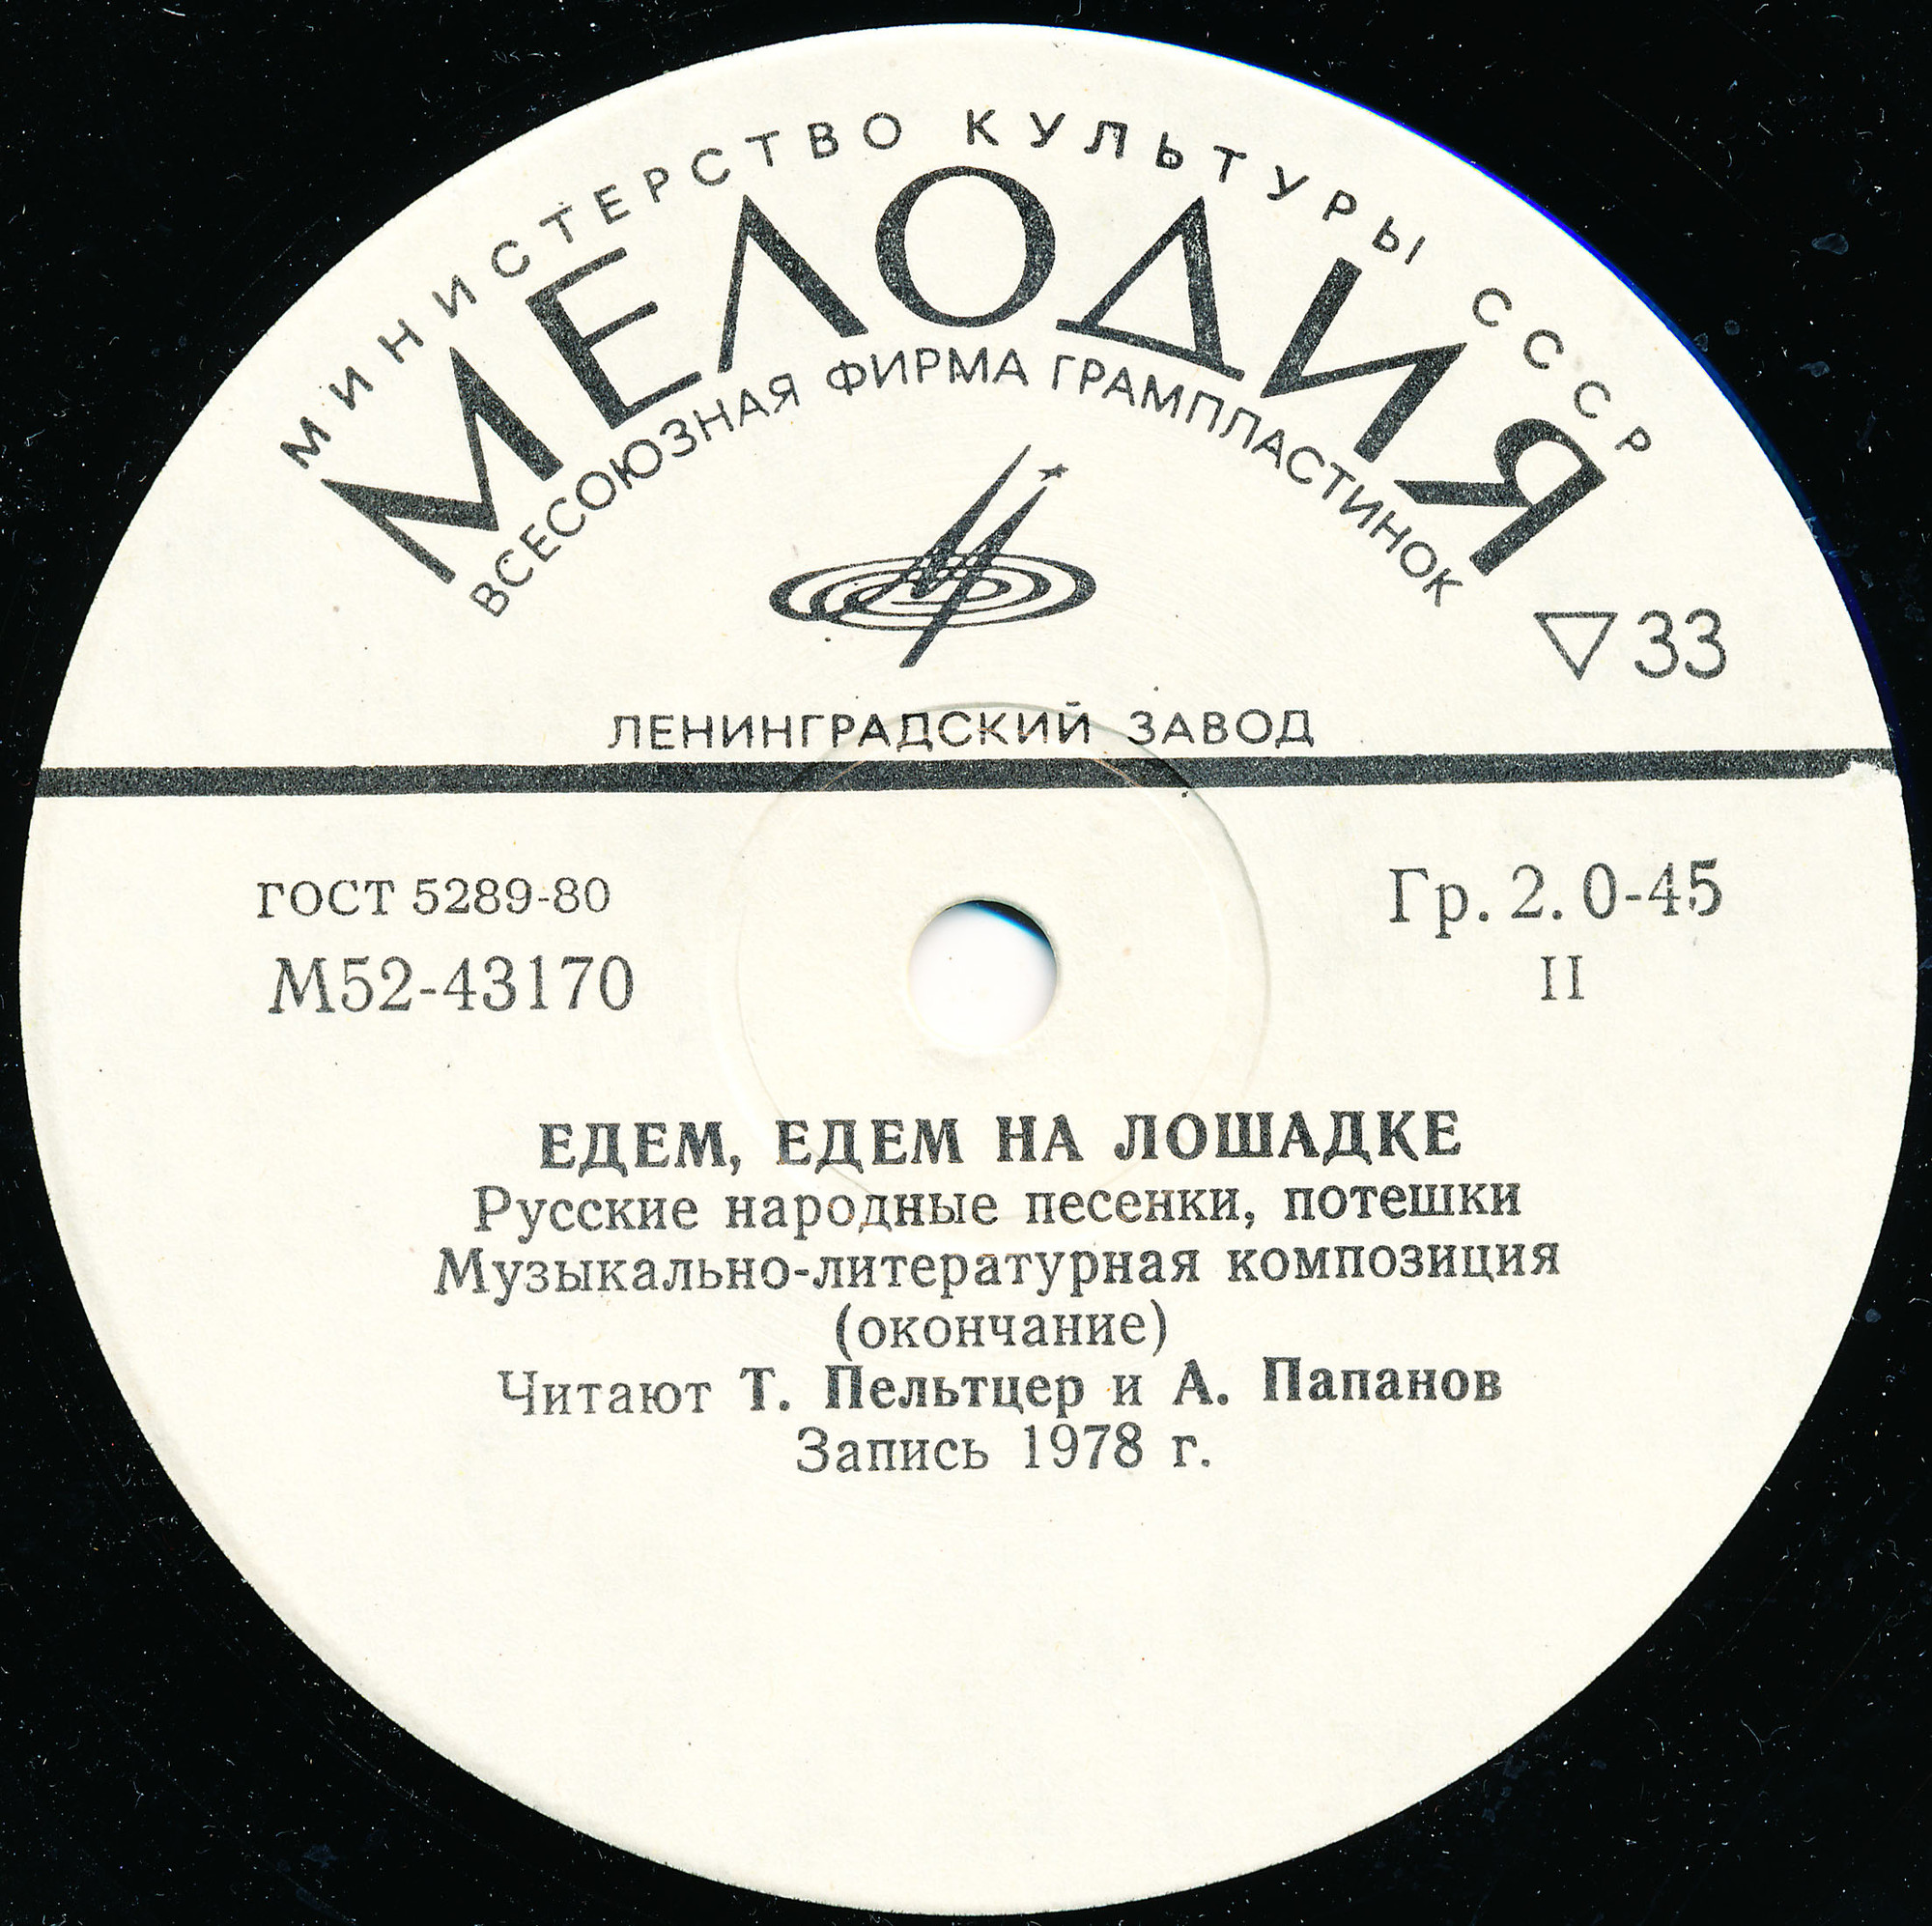 МИНИСТЕРСТВО КУЛЬТУРЫ СССР
МЕЛОДИЯ
ВСЕСОЮЗНАЯ ФИРМА ГРАМПЛАСТИНОК
▽33
ЛЕНИНГРАДСКИЙ ЗАВОД
ГОСТ 5289-80
Гр. 2. 0-45
М52-43170
II
ЕДЕМ, ЕДЕМ НА ЛОШАДКЕ
Русские народные песенки, потешки
Музыкально-литературная композиция
(окончание)
Читают Т. Пельтцер и А. Папанов
Запись 1978 г.